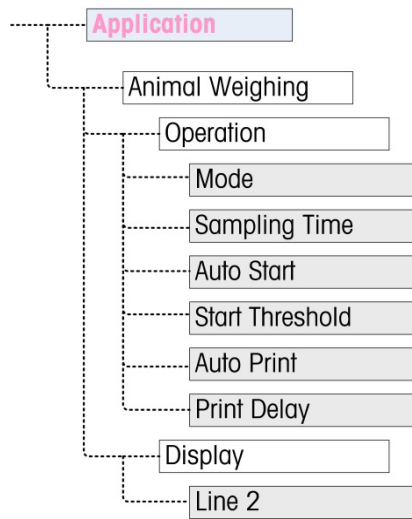 Application
Animal Weighing
Operation
Mode
Sampling Time
Auto Start
Start Threshold
Auto Print
Print Delay
Display
Line 2